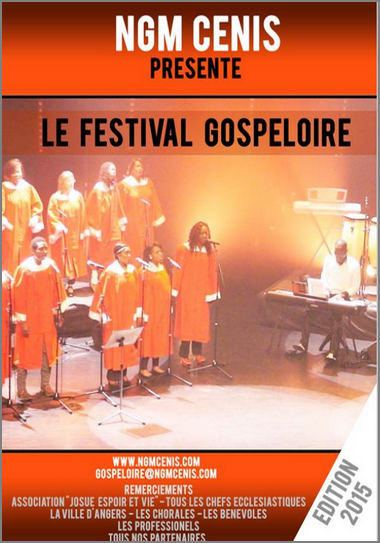 NGM CENIS
PRESENTE
LE FESTIVAL GOSPELOIRE
WWW.NGMCENIS.COM
GOSPELOIRE@NGMCENIS.COM
REMERCIEMENTS
ASSOCIATION "JOSUE ESPOIR ET VIE" - TOUS LES CHEFS ECCLESIASTIQUES
LA VILLE D'ANGERS - LES CHORALES - LES BENEVOLES
LES PROFESSIONELS
TOUS NOS PARTENAIRES
EDITION
2015